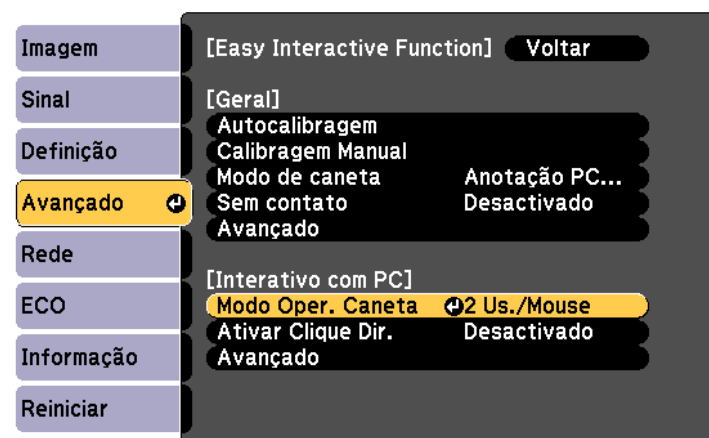 Imagem
Sinal
Definição
Avançado
Rede
ECO
Informação
Reiniciar
[Easy Interactive Function] Voltar
[Geral]
Autocalibragem
Calibragem Manual
Modo de caneta Anotação PC...
Sem contato Desactivado
Avançado
[Interativo com PC]
Modo Oper. Caneta 2 Us./Mouse
Ativar Clique Dir. Desactivado
Avançado